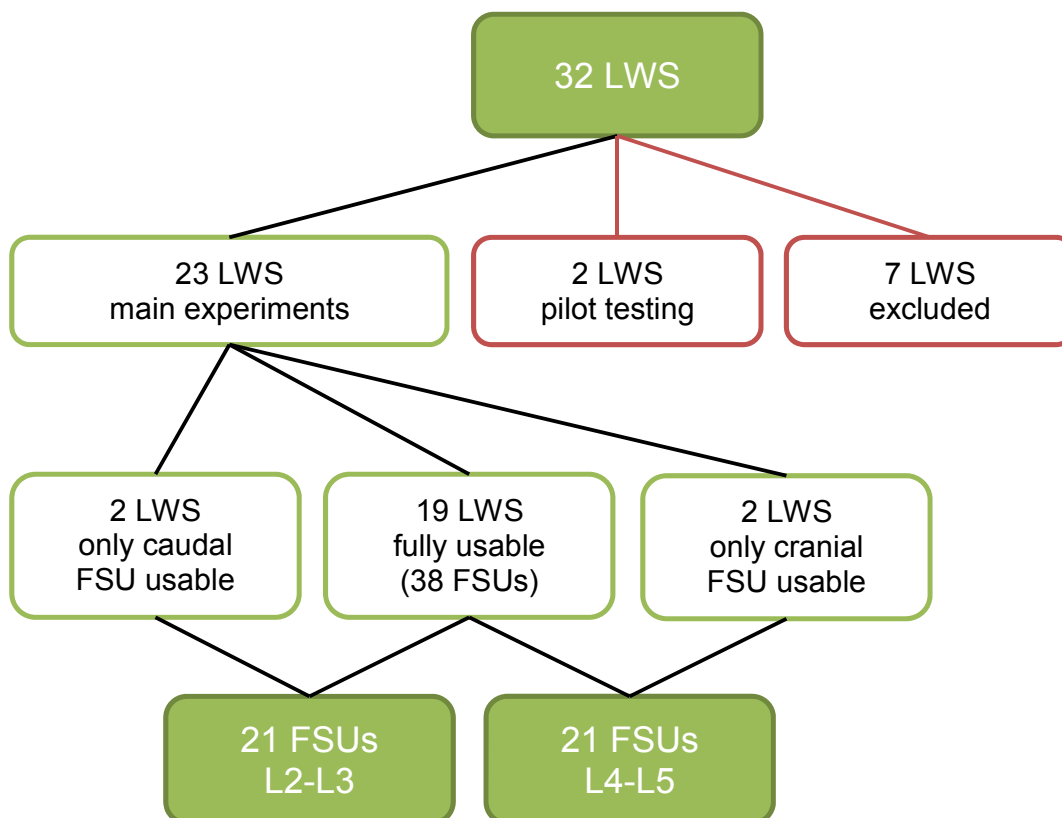 32 LWS
23 LWS
main experiments
2 LWS
pilot testing
7 LWS
excluded
2 LWS
only caudal
FSU usable
19 LWS
fully usable
(38 FSUs)
2 LWS
only cranial
FSU usable
21 FSUs
L2-L3
21 FSUs
L4-L5